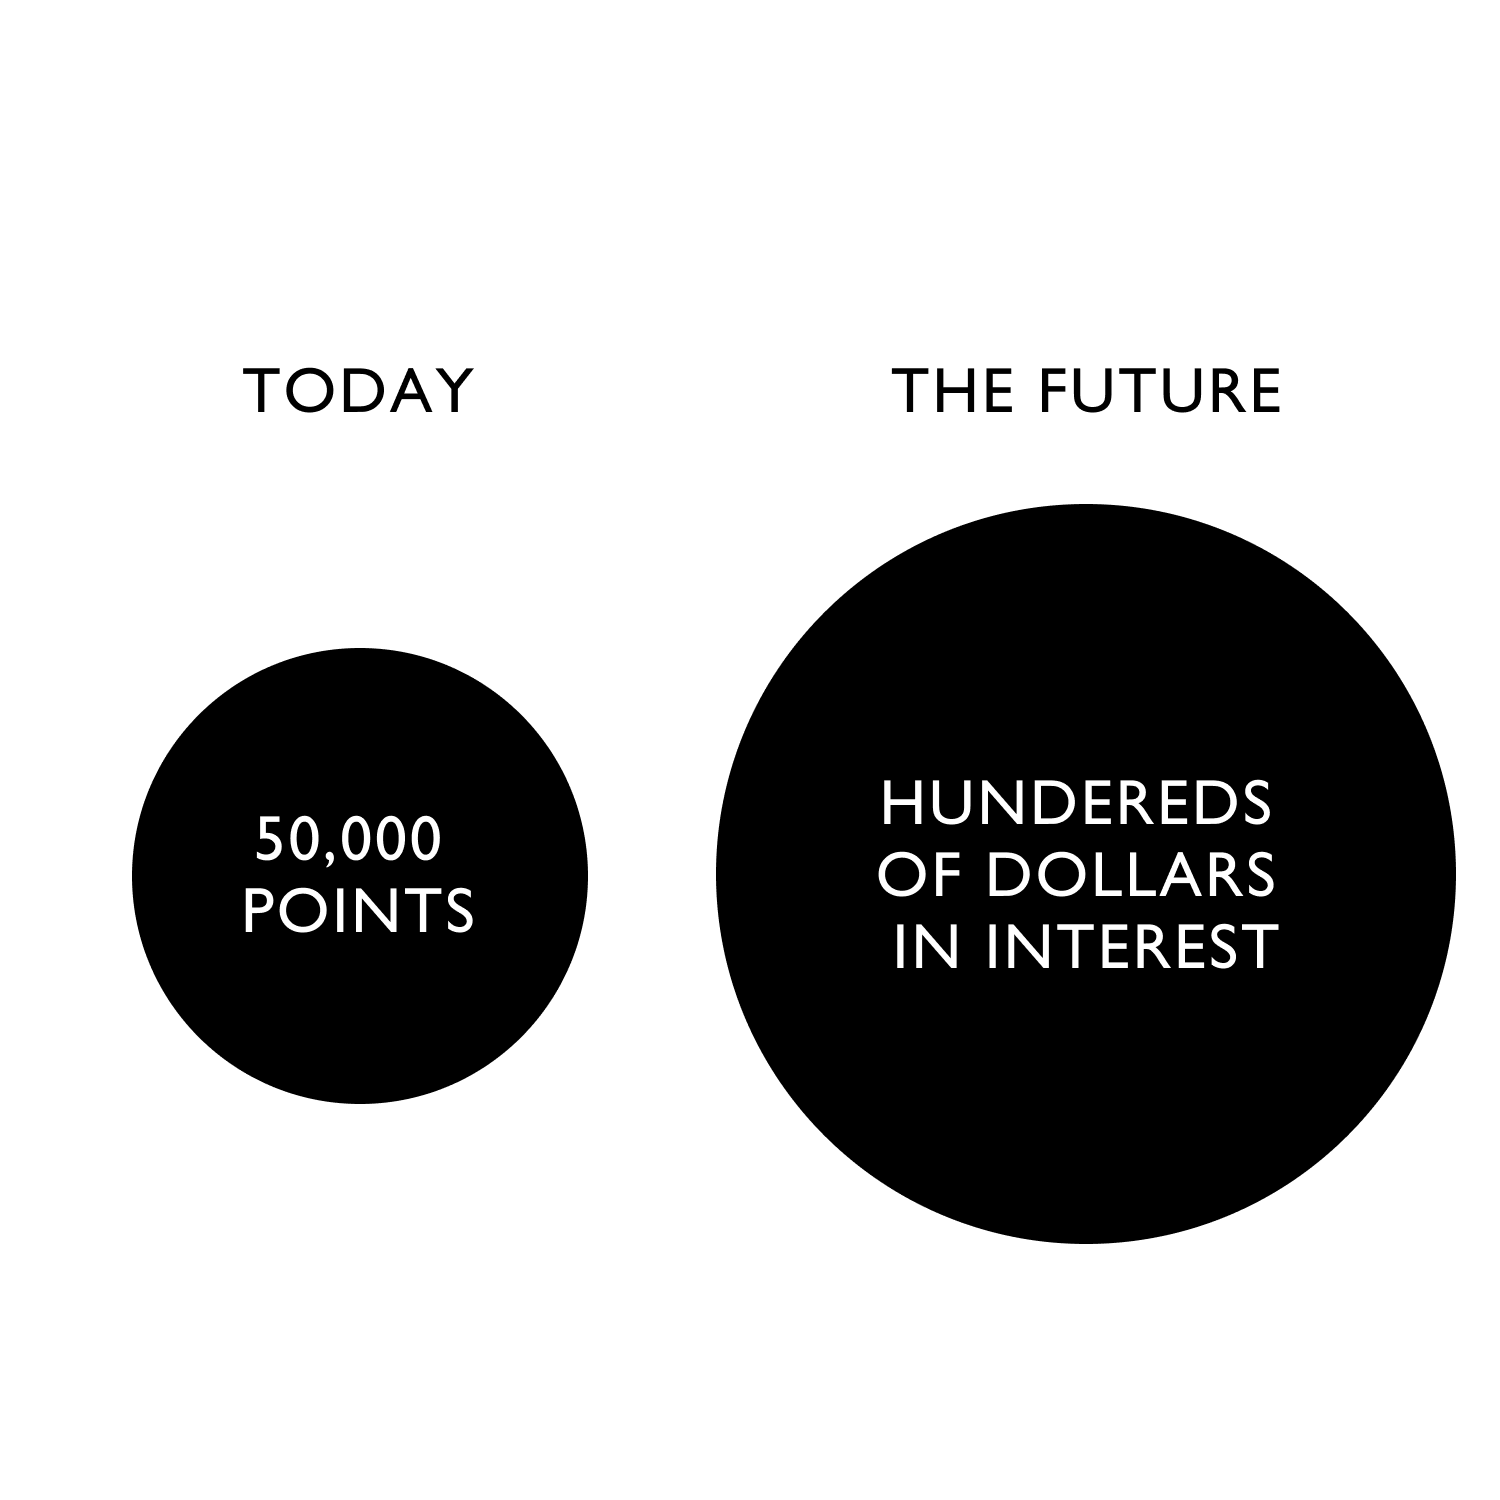 TODAY
50,000
POINTS
THE FUTURE
HUNDEREDS
OF DOLLARS
IN INTEREST